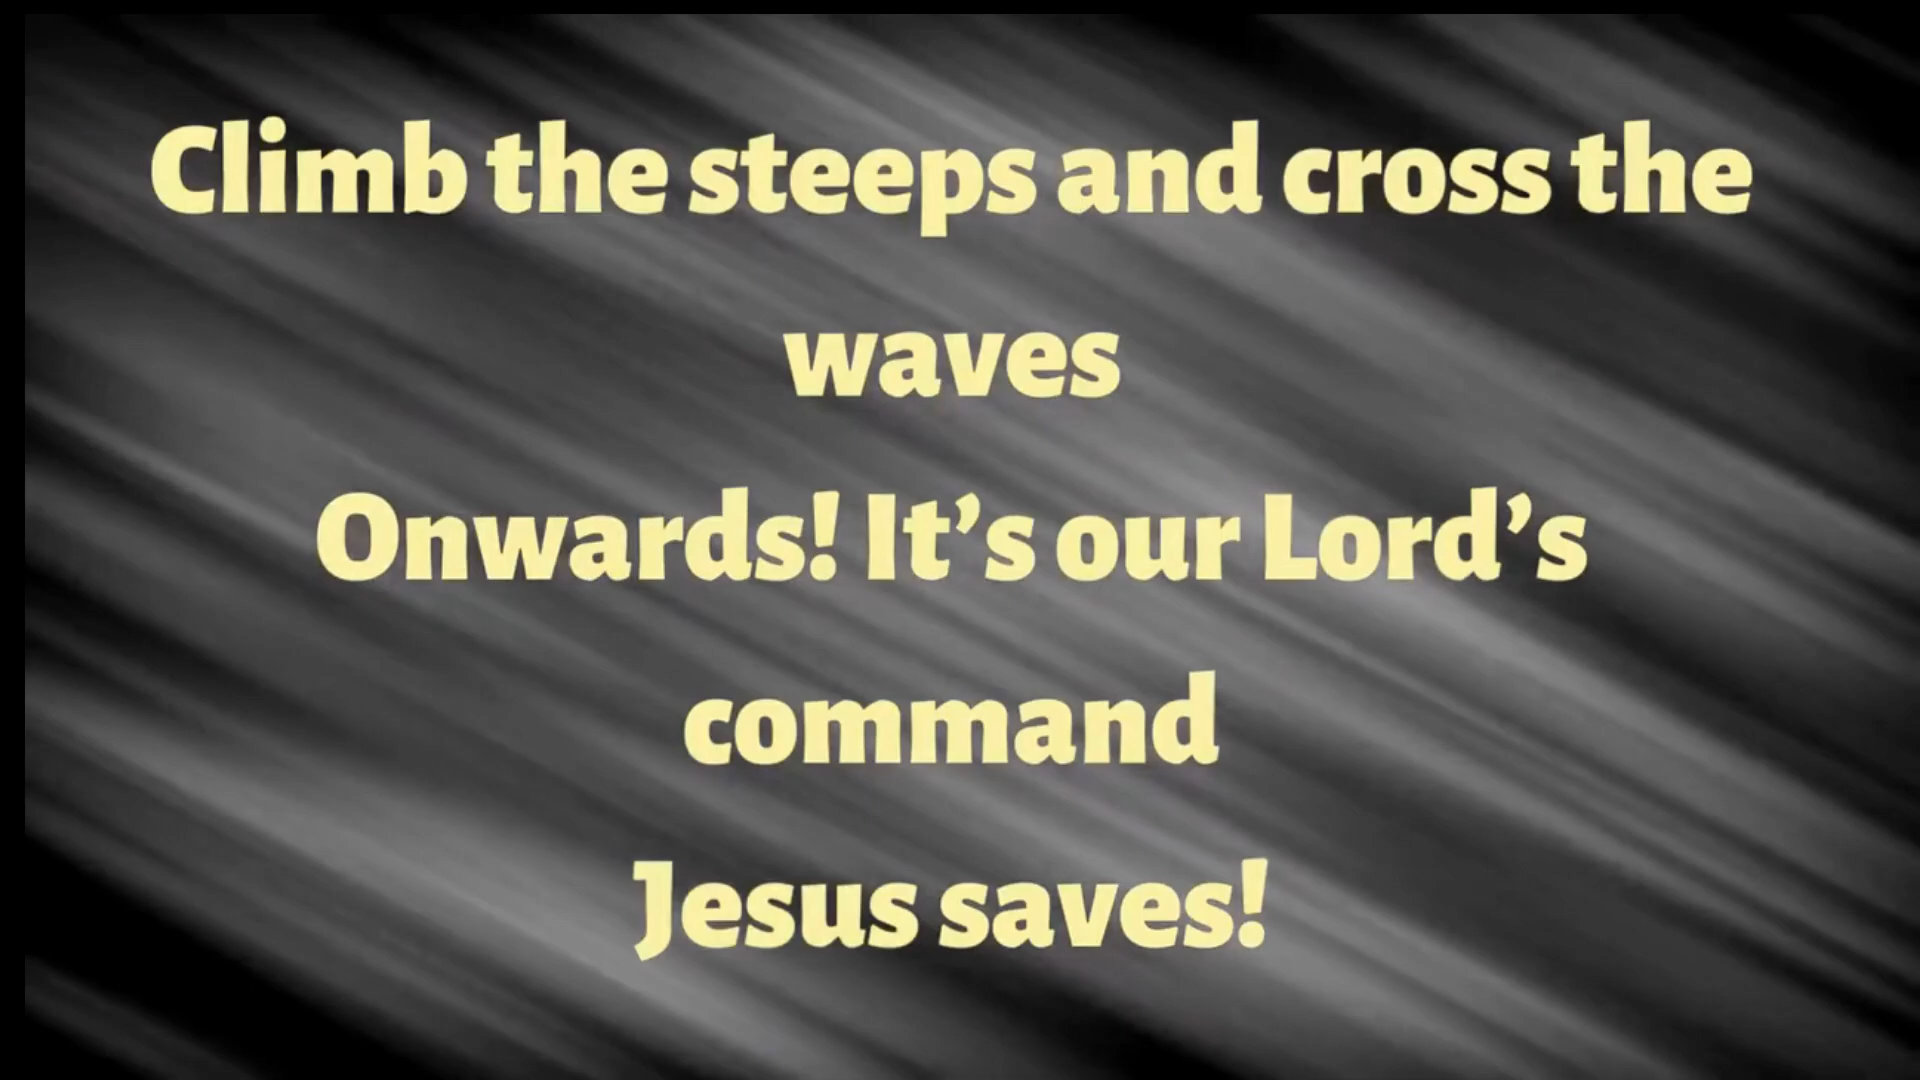 Climb the steeps and cross the
waves
Onwards! It’s our Lord’s
command
Jesus saves!